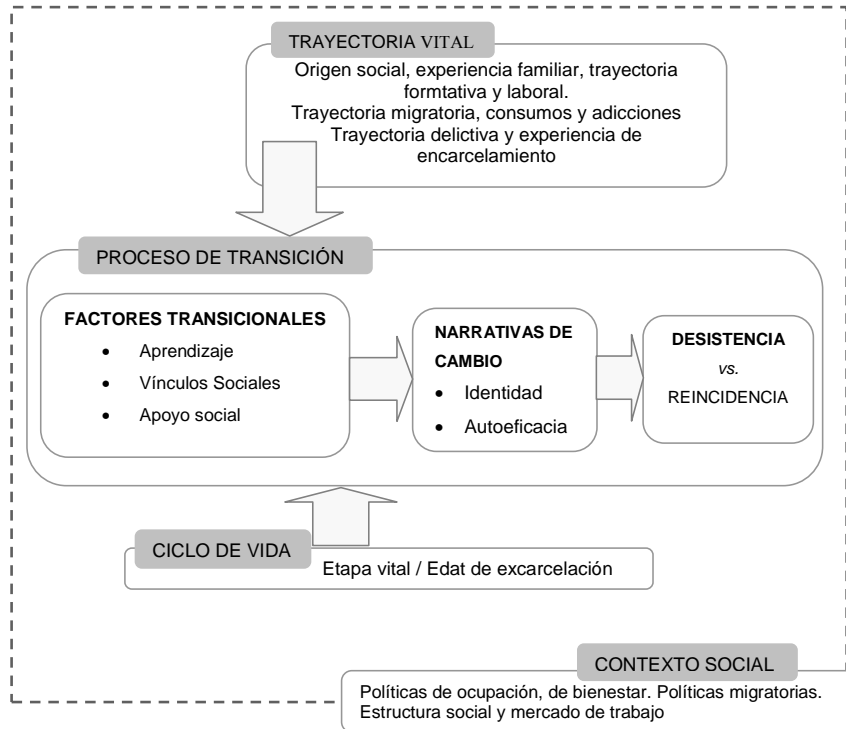 TRAYECTORIA VITAL
Origen social, experiencia familiar, trayectoria
formtativa y laboral.
Trayectoria migratoria, consumos y adicciones
Trayectoria delictiva y experiencia de
encarcelamiento
PROCESO DE TRANSICIÓN
FACTORES TRANSICIONALES
• Aprendizaje
• Vínculos Sociales
• Apoyo social
NARRATIVAS DE
CAMBIO
• Identidad
• Autoeficacia
DESISTENCIA
vs.
REINCIDENCIA
CICLO DE VIDA
Etapa vital / Edat de excarcelación
CONTEXTO SOCIAL
Políticas de ocupación, de bienestar. Políticas migratorias.
Estructura social y mercado de trabajo